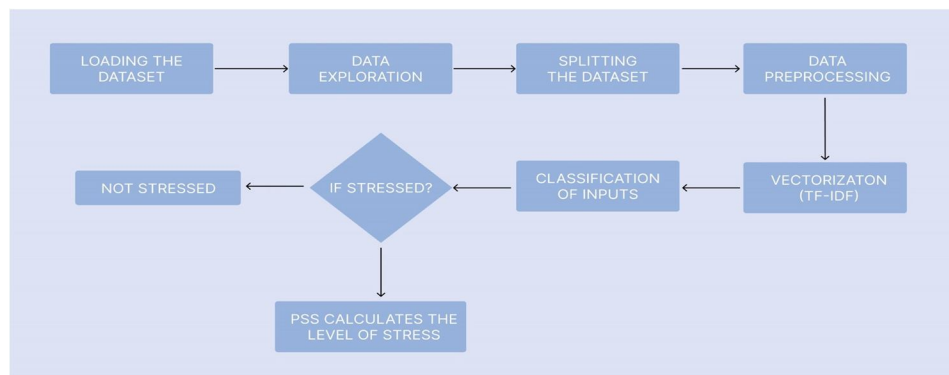 LOADING THE
DATASET
DATA
EXPLORATION
SPLITTING
THE DATASET
DATA
PREPROCESSING
VECTORIZATON
(TF-IDF)
CLASSIFICATION
OF INPUTS
IF STRESSED?
NOT STRESSED
PSS CALCULATES THE
LEVEL OF STRESS